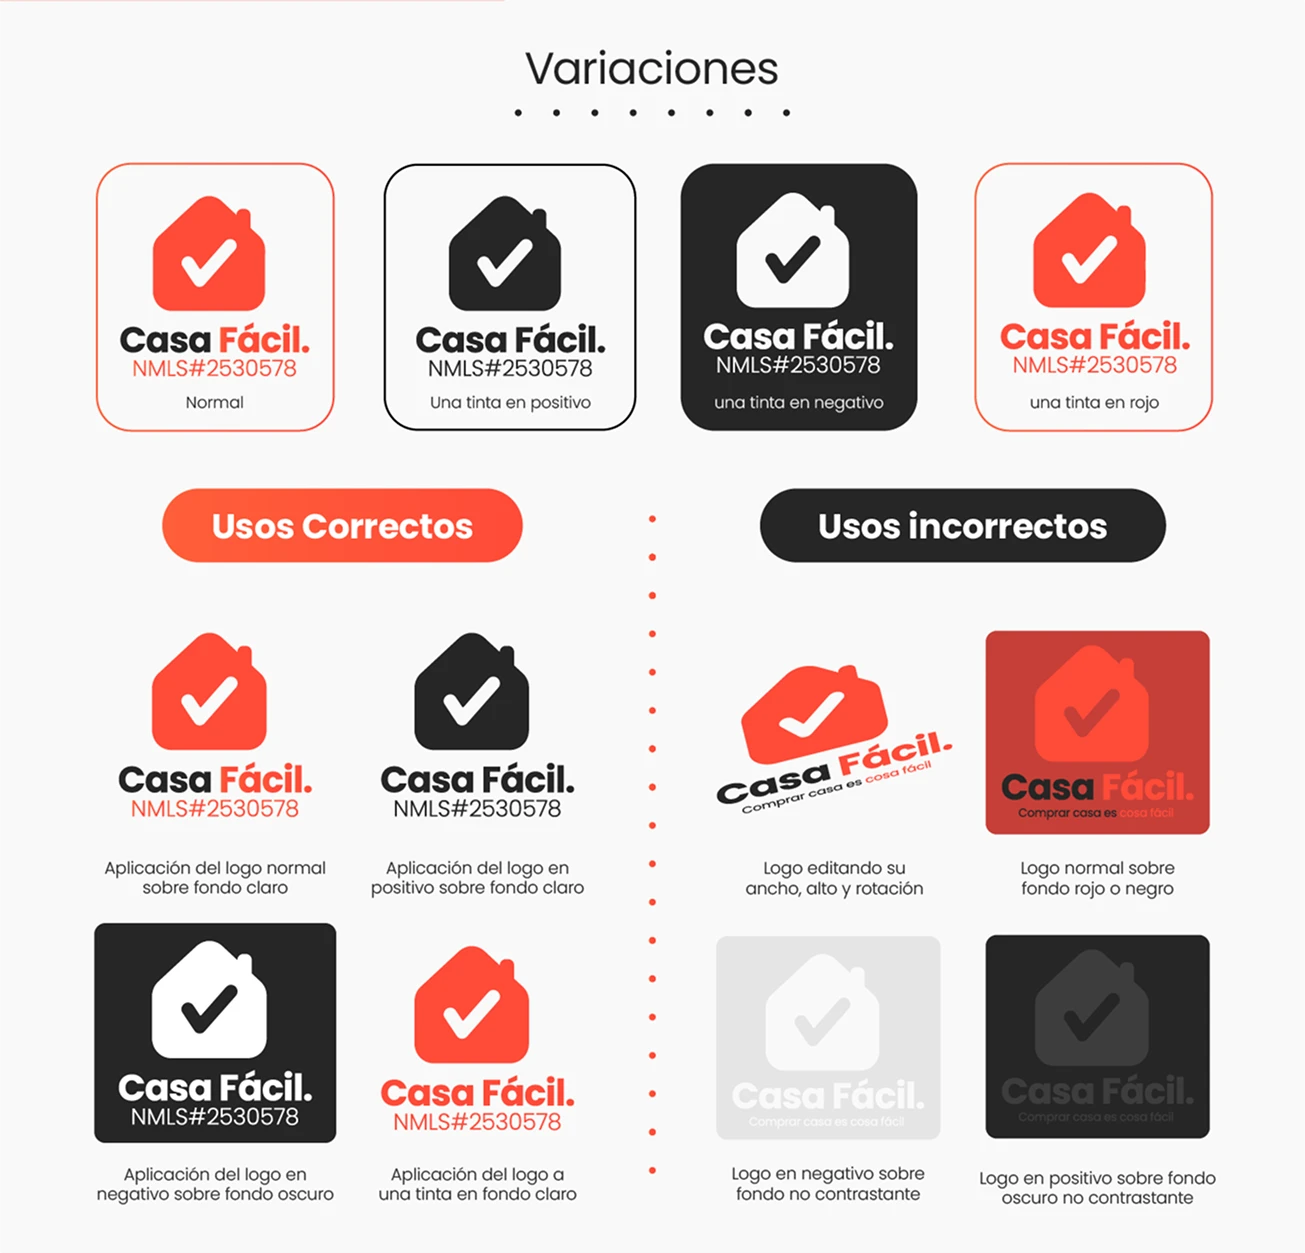 Variaciones
Casa Fácil.
NMLS#2530578
Normal
Casa Fácil.
NMLS#2530578
Una tinta en positivo
Casa Fácil.
NMLS#2530578
una tinta en negativo
Casa Fácil.
NMLS#2530578
una tinta en rojo
Usos Correctos
Casa Fácil.
NMLS#2530578
Aplicación del logo normal
sobre fondo claro
Casa Fácil.
NMLS#2530578
Aplicación del logo en
positivo sobre fondo claro
Casa Fácil.
NMLS#2530578
Aplicación del logo en
negativo sobre fondo oscuro
Casa Fácil.
NMLS#2530578
Aplicación del logo a
una tinta en fondo claro
Usos incorrectos
Casa Fácil.
Comprar casa es cosa fácil
Logo editando su
ancho, alto y rotación
Casa Fácil.
Comprar casa es cosa fácil
Logo normal sobre
fondo rojo o negro
Casa Fácil.
Comprar casa es cosa fácil
Logo en negativo sobre
fondo no contrastante
Casa Fácil.
Comprar casa es cosa fácil
Logo en positivo sobre fondo
oscuro no contrastante